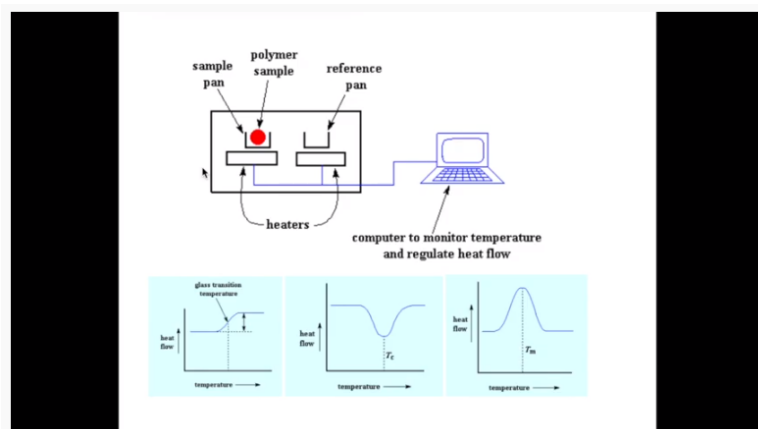 polymer
sample
sample
pan
reference
pan
heaters
computer to monitor temperature
and regulate heat flow
glass transition
temperature
heat
flow
temperature
heat
flow
Tc
temperature
heat
flow
Tm
temperature